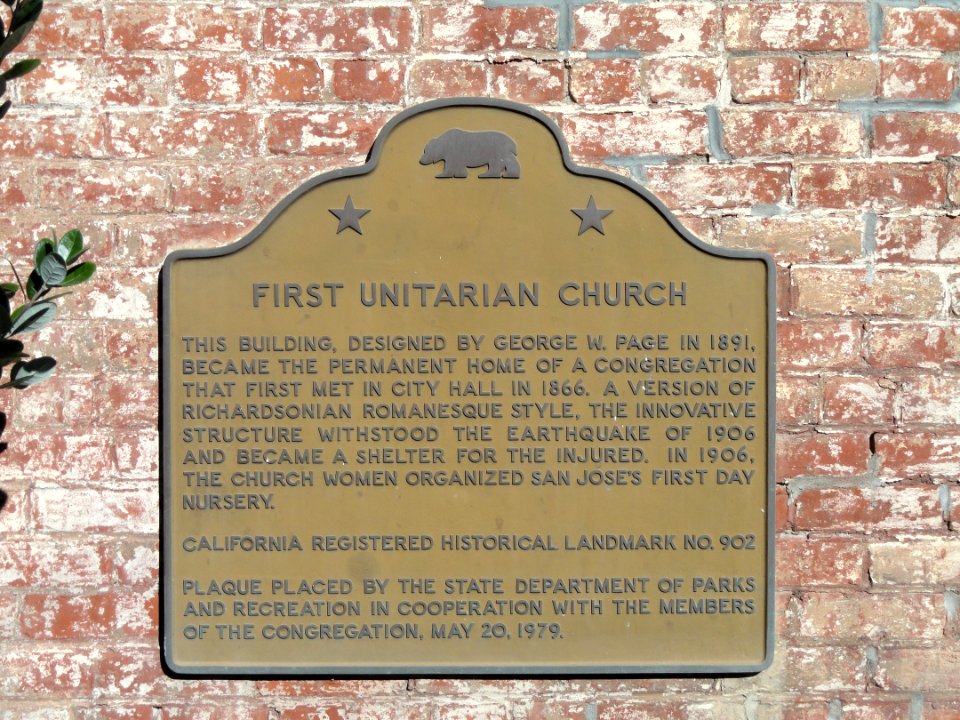 FIRST UNITARIAN CHURCH
THIS BUILDING, DESIGNED BY GEORGE W. PAGE IN 1891,
BECAME THE PERMANENT HOME OF A CONGREGATION
THAT FIRST MET IN CITY HALL IN 1866. A VERSION OF
RICHARDSONIAN ROMANESQUE STYLE, THE INNOVATIVE
STRUCTURE WITHSTOOD THE EARTHQUAKE OF 1906
AND BECAME A SHELTER FOR THE INJURED. IN 1906,
THE CHURCH WOMEN ORGANIZED SAN JOSE'S FIRST DAY
NURSERY.
CALIFORNIA REGISTERED HISTORICAL LANDMARK NO. 902
PLAQUE PLACED BY THE STATE DEPARTMENT OF PARKS
AND RECREATION IN COOPERATION WITH THE MEMBERS
OF THE CONGREGATION, MAY 20, 1979.